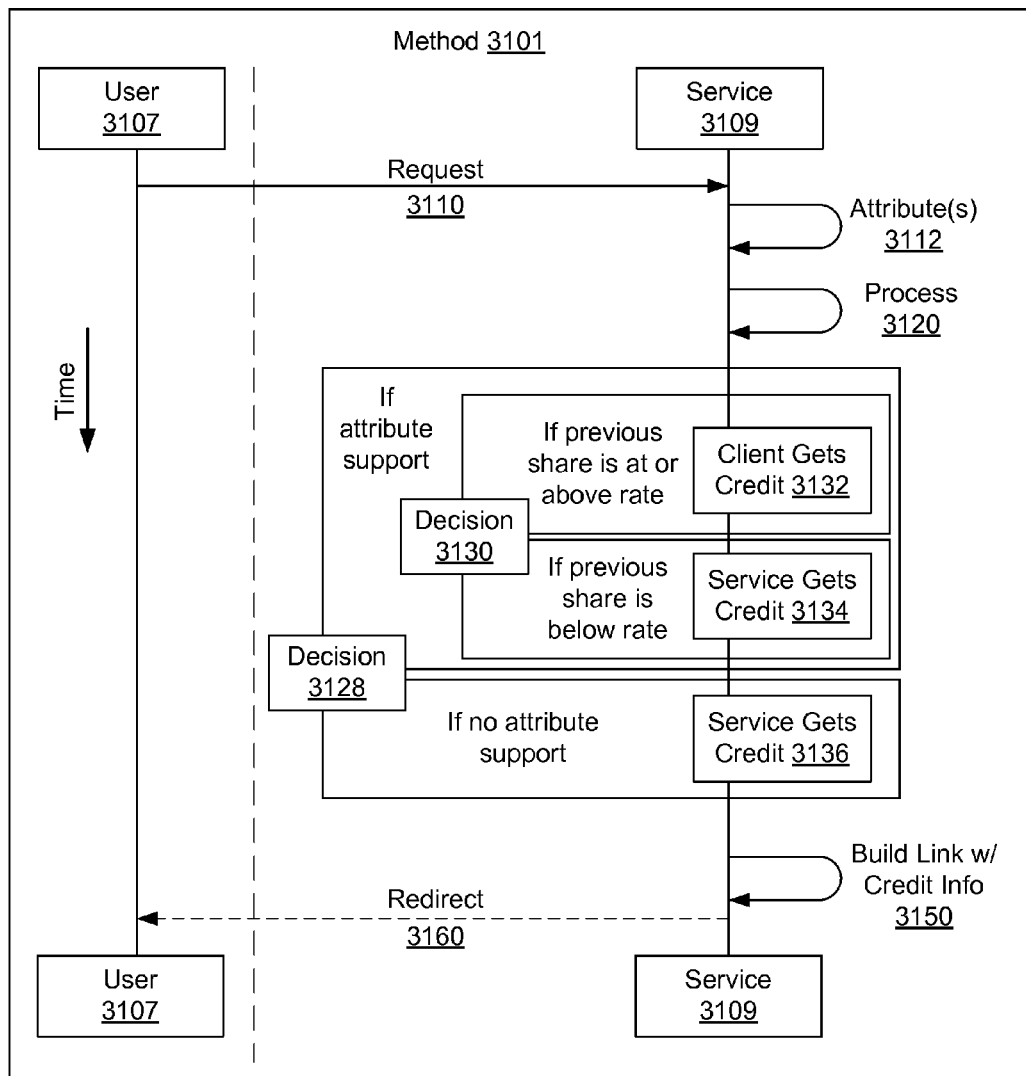 Method 3101
User
3107
Service
3109
Request
3110
Attribute(s)
3112
Process
3120
Time
If
attribute
support
If previous
share is at or
above rate
Client Gets
Credit 3132
Decision
3130
If previous
share is
below rate
Service Gets
Credit 3134
Decision
3128
If no attribute
support
Service Gets
Credit 3136
Build Link w/
Credit Info
3150
Redirect
3160
User
3107
Service
3109